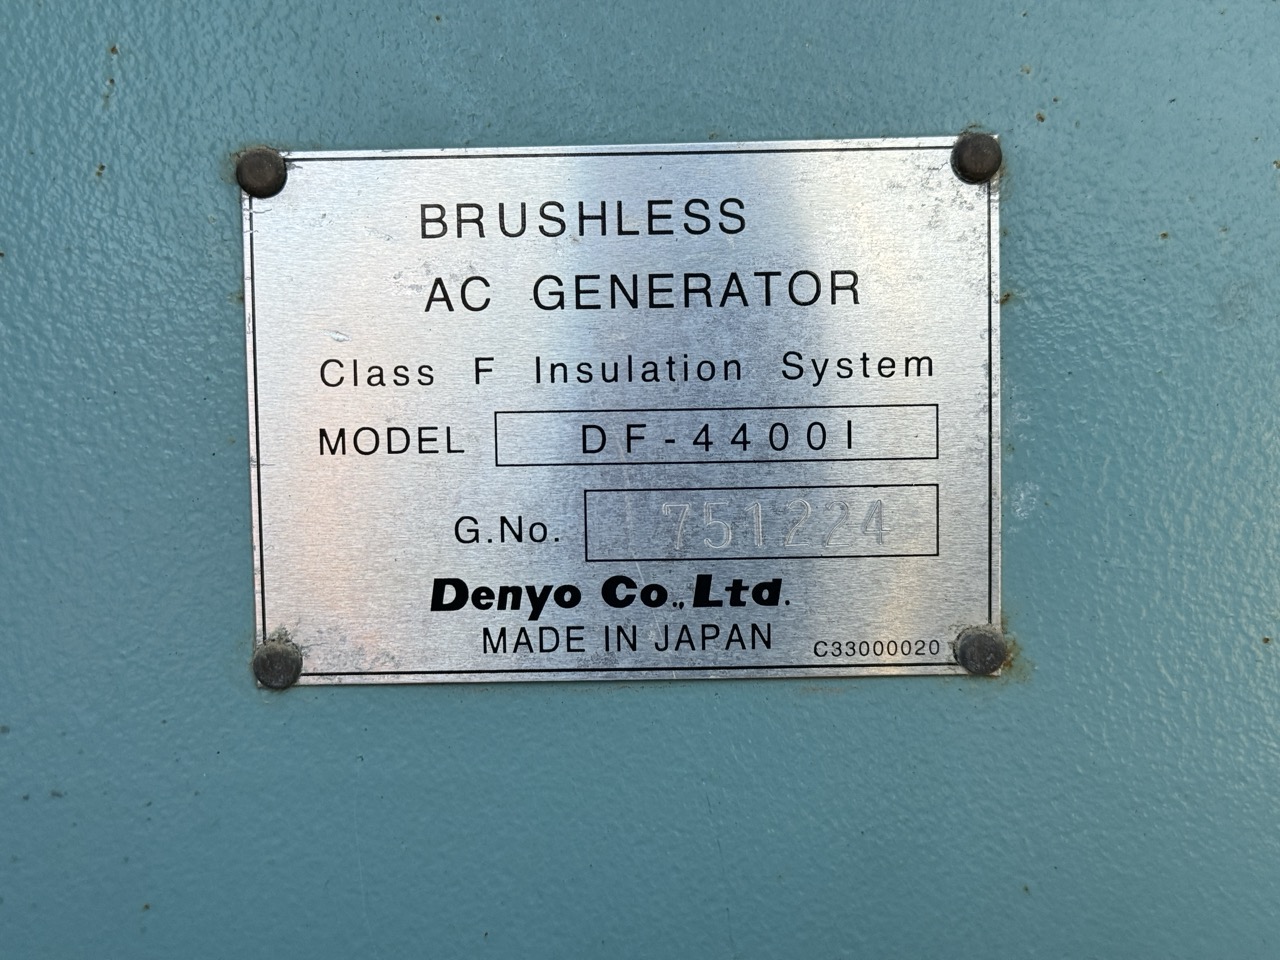 BRUSHLESS
AC GENERATOR
Class F Insulation System
MODEL DF-4400I
G.No. 751224
Denyo Co., Ltd.
MADE IN JAPAN C33000020